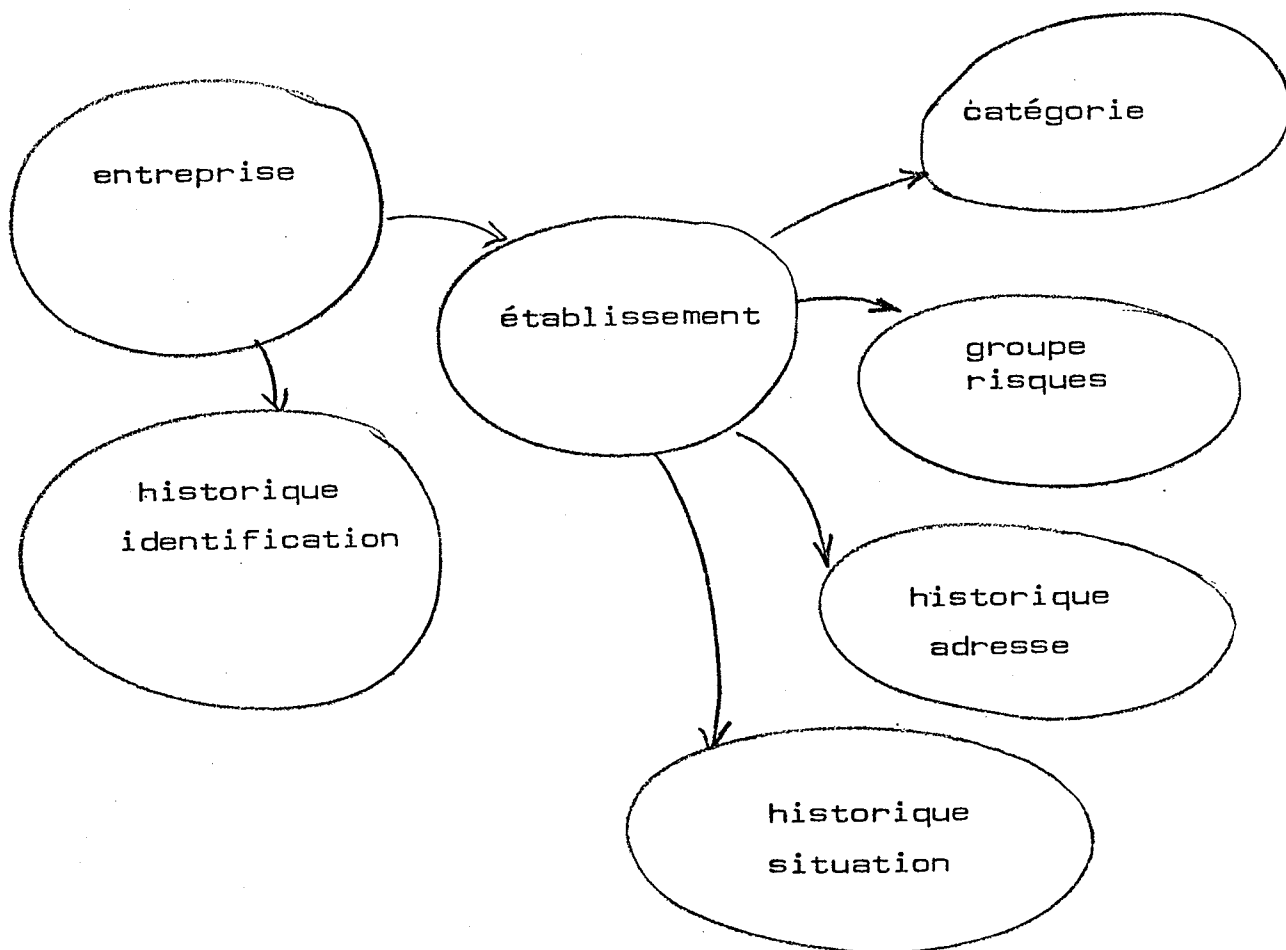 catégorie
entreprise
établissement
groupe
risques
historique
identification
historique
adresse
historique
situation